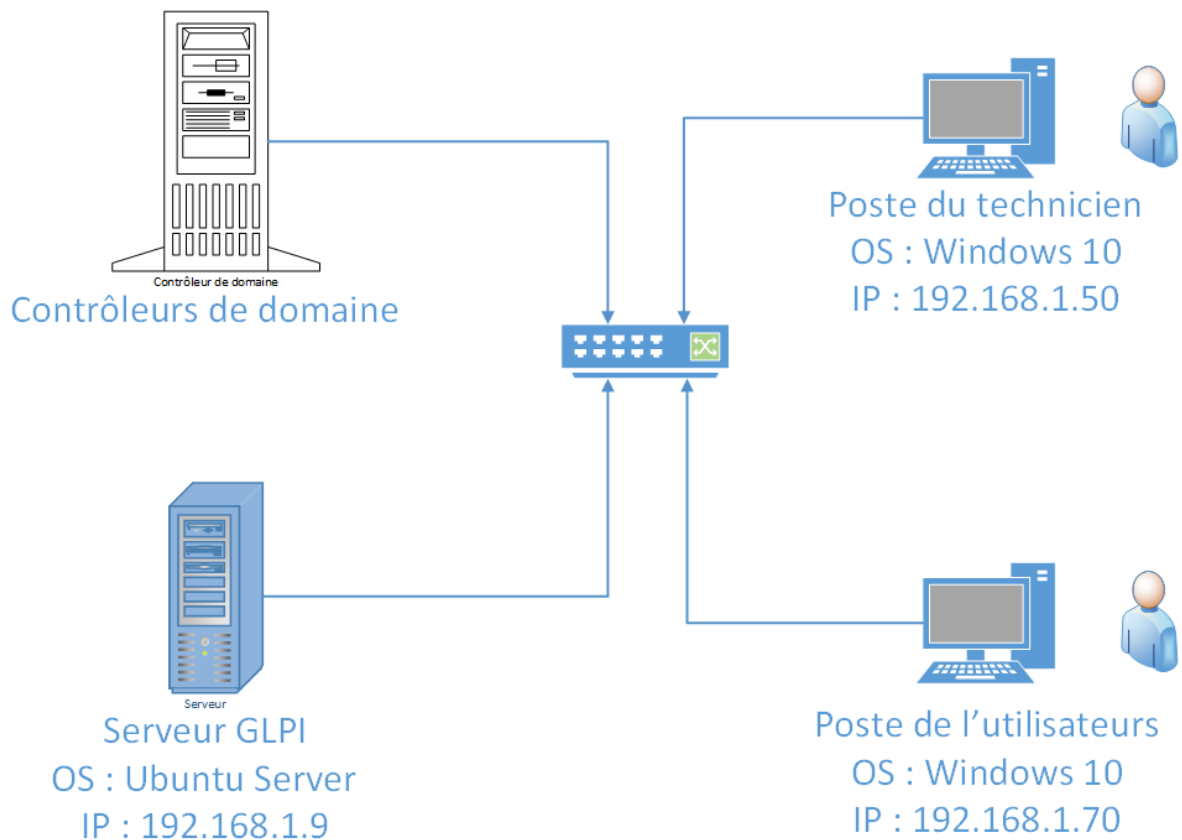 Contrôleur de domaine
Contrôleurs de domaine
Poste du technicien
OS : Windows 10
IP : 192.168.1.50
Serveur
Serveur GLPI
OS : Ubuntu Server
IP : 192.168.1.9
Poste de l’utilisateurs
OS : Windows 10
IP : 192.168.1.70